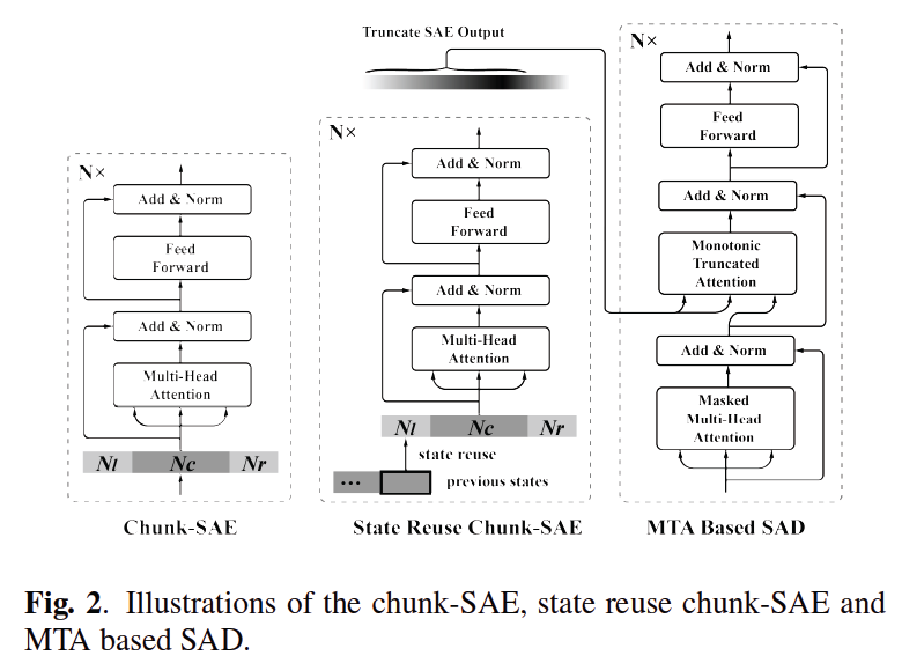 Truncate SAE Output
N×
Add & Norm
Feed
Forward
Add & Norm
Multi-Head
Attention
Nl Nc Nr
Chunk-SAE
N×
Add & Norm
Feed
Forward
Add & Norm
Multi-Head
Attention
Nl Nc Nr
state reuse
... previous states
State Reuse Chunk-SAE
N×
Add & Norm
Feed
Forward
Add & Norm
Monotonic
Truncated
Attention
Add & Norm
Masked
Multi-Head
Attention
MTA Based SAD
Fig. 2. Illustrations of the chunk-SAE, state reuse chunk-SAE and
MTA based SAD.